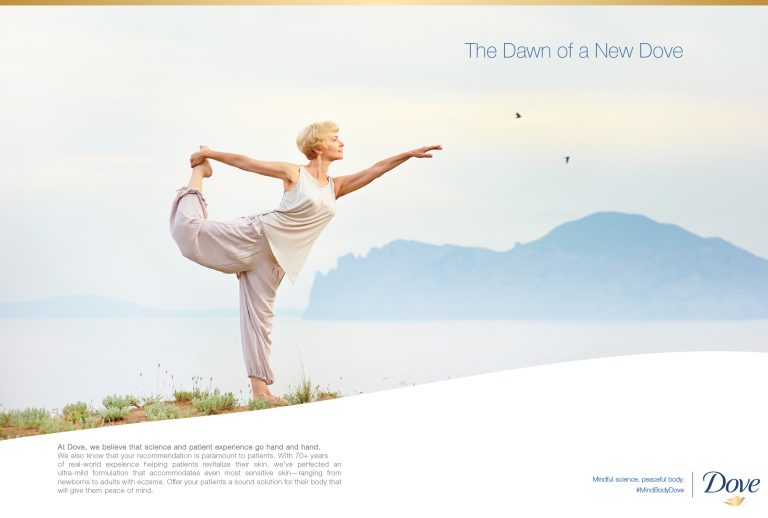 The Dawn of a New Dove
At Dove, we believe that science and patient experience go hand and hand.
We also know that your recommendation is paramount to patients. With 70+ years
of real-world expeience helping patients revitalize their skin, we've perfected an
ultra-mild formulation that accommodates even most sensitive skin—ranging from
newborns to adults with eczema. Offer your patients a sound solution for their body that
will give them peace of mind.
Mindful science, peaceful body.
#MindBodyDove
Dove